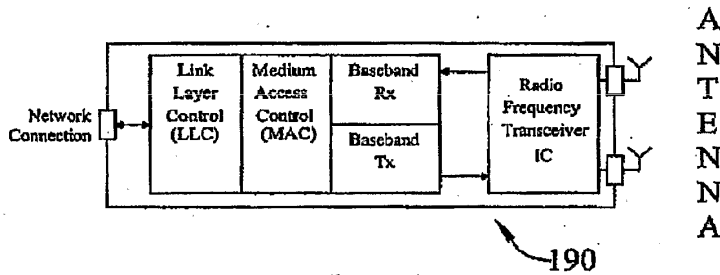 Network
Connection
Link
Layer
Control
(LLC)
Medium
Access
Control
(MAC)
Baseband
Rx
Baseband
Tx
Radio
Frequency
Transceiver
IC
ANTENNA
190